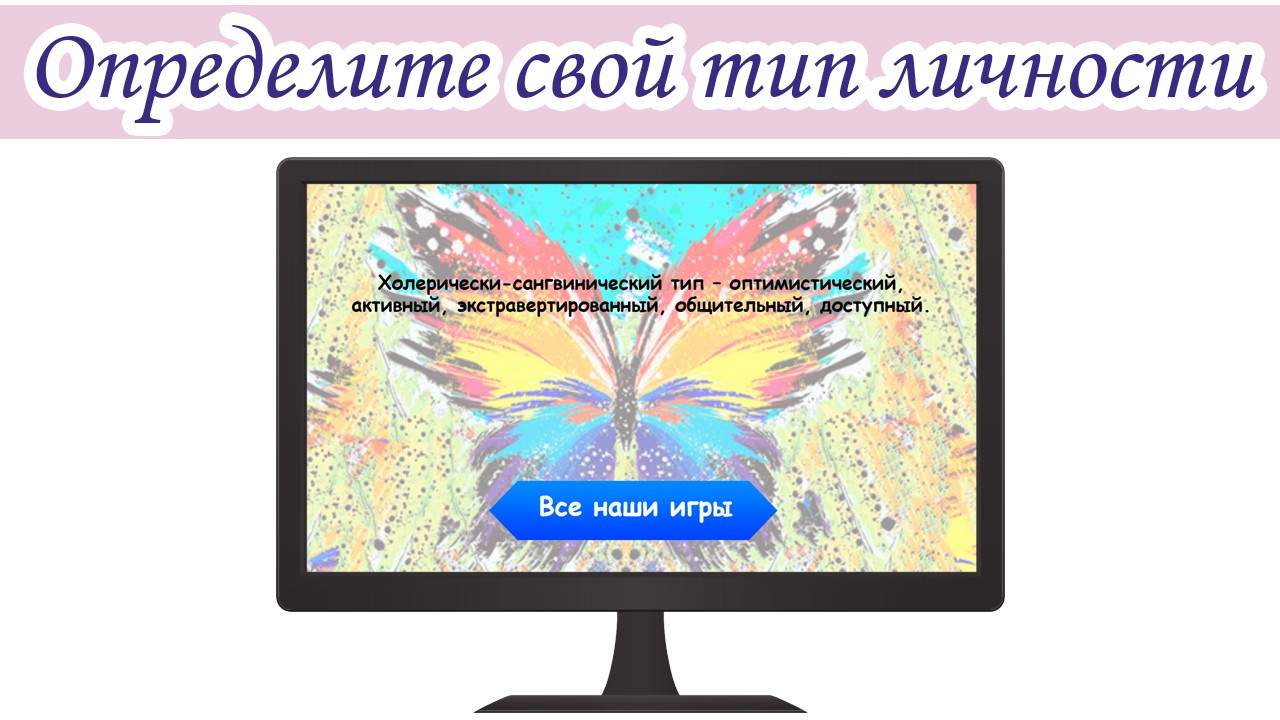 Определите свой тип личности
Холерически-сангвинический тип – оптимистический,
активный, экстравертированный, общительный, доступный.
Все наши игры